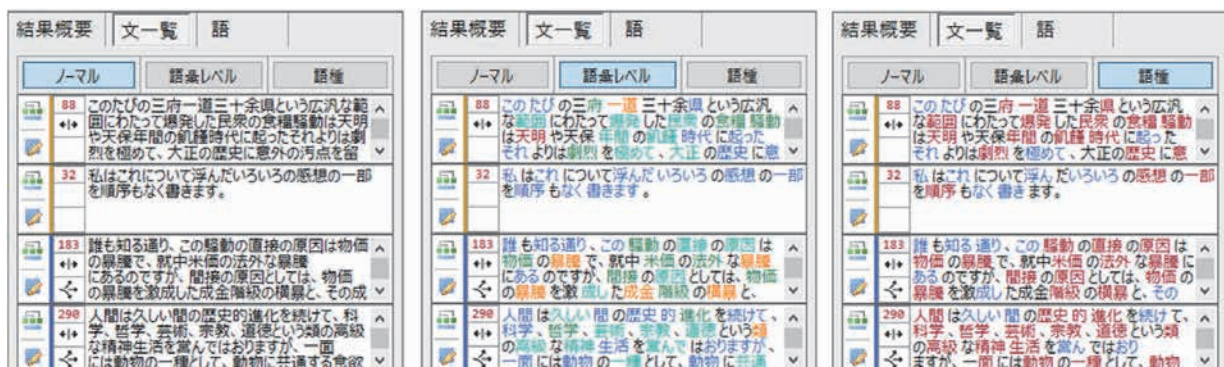 結果概要 文一覧 語
ノーマル 語彙レベル 語種
88 このたびの三府一道三十余県という広汎な範
囲にわたって爆発した民衆の食糧騒動は天明
や天保年間の飢饉時代に起ったそれよりは劇
烈を極めて、大正の歴史に意外の汚点を留
32 私はこれについて浮んだいろいろの感想の一部
を順序もなく書きます。
183 誰も知る通り、この騒動の直接の原因は物価
の暴騰で、就中米価の法外な暴騰
にあるのですが、間接の原因としては、物価
の暴騰を激成した成金階級の横暴と、その成
290 人間は久しい間の歴史的進化を続けて、科
学、哲学、芸術、宗教、道徳という類の高級
な精神生活を営んではおりますが、一面
には動物の一種として、動物に共通する食欲
結果概要 文一覧 語
ノーマル 語彙レベル 語種
88 このたびの三府一道三十余県という広汎
な範囲にわたって爆発した民衆の食糧騒動
は天明や天保年間の飢饉時代に起った
それよりは劇烈を極めて、大正の歴史に意
32 私はこれについて浮んだいろいろの感想の一部
を順序もなく書きます。
183 誰も知る通り、この騒動の直接の原因は
物価の暴騰で、就中米価の法外な暴騰
にあるのですが、間接の原因としては、物価
の暴騰を激成した成金階級の横暴と、
290 人間は久しい間の歴史的進化を続けて、
科学、哲学、芸術、宗教、道徳という類
の高級な精神生活を営んではおりますが、
一面には動物の一種として、動物に共通
結果概要 文一覧 語
ノーマル 語彙レベル 語種
88 このたびの三府一道三十余県という広汎
な範囲にわたって爆発した民衆の食糧騒動
は天明や天保年間の飢饉時代に起った
それよりは劇烈を極めて、大正の歴史に意
32 私はこれについて浮んだいろいろの感想の一部
を順序もなく書きます。
183 誰も知る通り、この騒動の直接の原因は
物価の暴騰で、就中米価の法外な暴騰に
あるのですが、間接の原因としては、物価の
暴騰を激成した成金階級の横暴と、その
290 人間は久しい間の歴史的進化を続けて、
科学、哲学、芸術、宗教、道徳という類
の高級な精神生活を営んではおり
ますが、一面には動物の一種として、動物